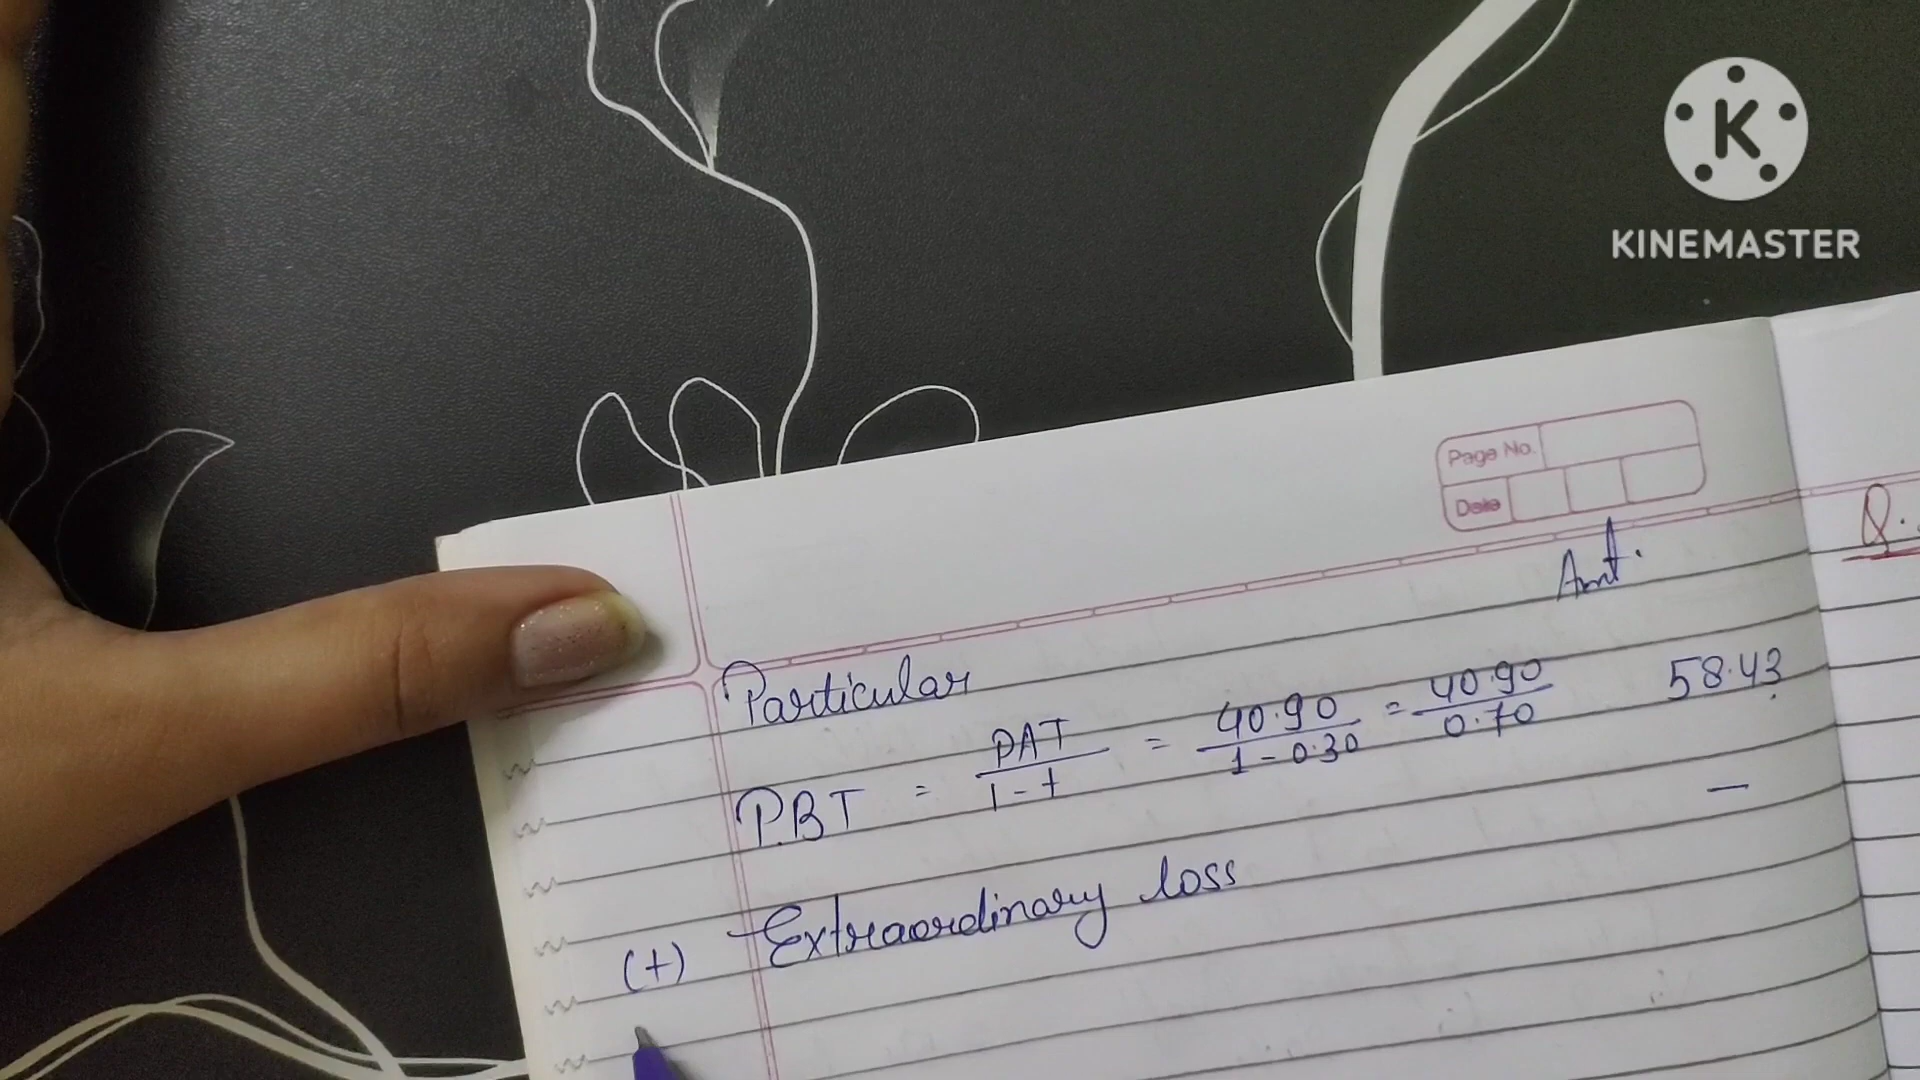 K
KINEMASTER
Page No.
Date
Amt.
Particular
PBT = PAT / 1-t = 40.90 / 1-0.30 = 40.90 / 0.70 58.43
(+) Extraordinary loss —
Q.